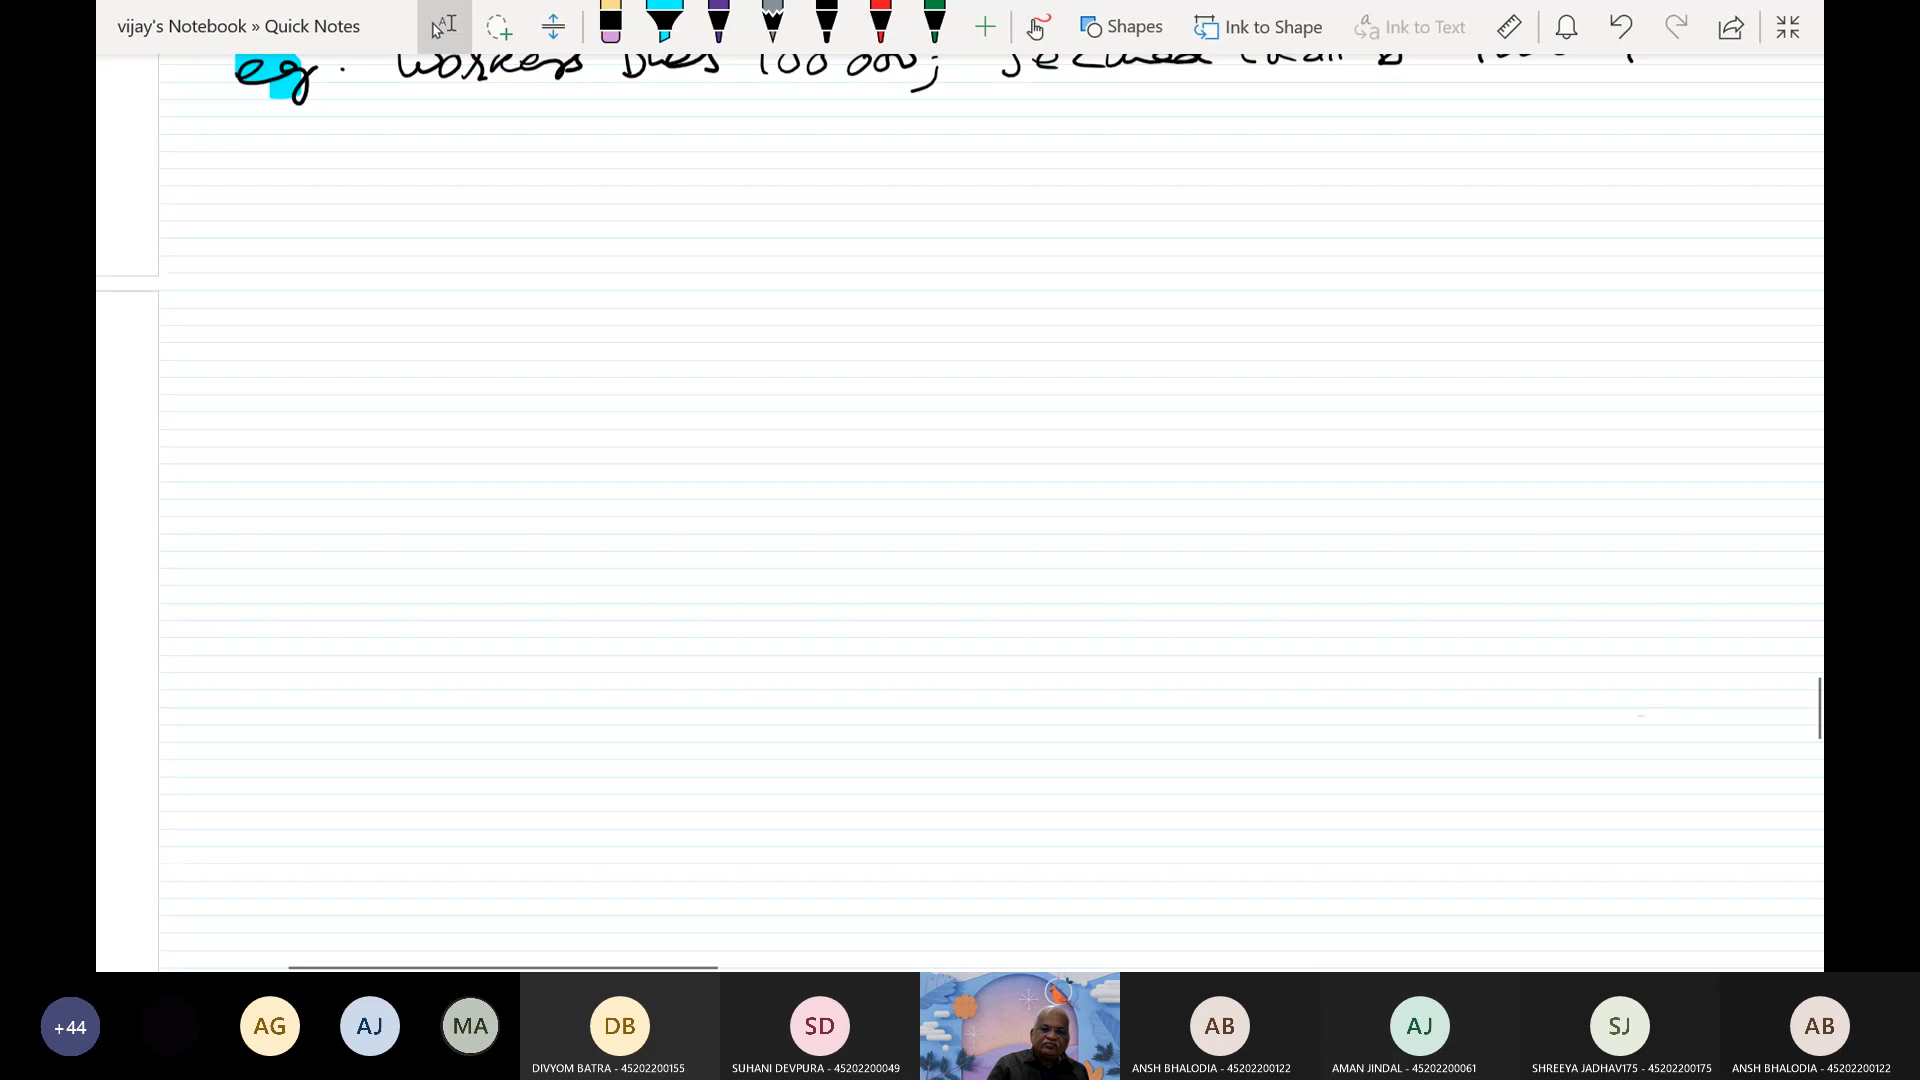 vijay's Notebook » Quick Notes
Shapes
Ink to Shape
Ink to Text
eg. Workers Dues 100 000;
+44
AG
AJ
MA
DB
SD
AB
AJ
SJ
AB
DIVYOM BATRA - 45202200155
SUHANI DEVPURA - 45202200049
ANSH BHALODIA - 45202200122
AMAN JINDAL - 45202200061
SHREEYA JADHAV175 - 45202200175
ANSH BHALODIA - 45202200122